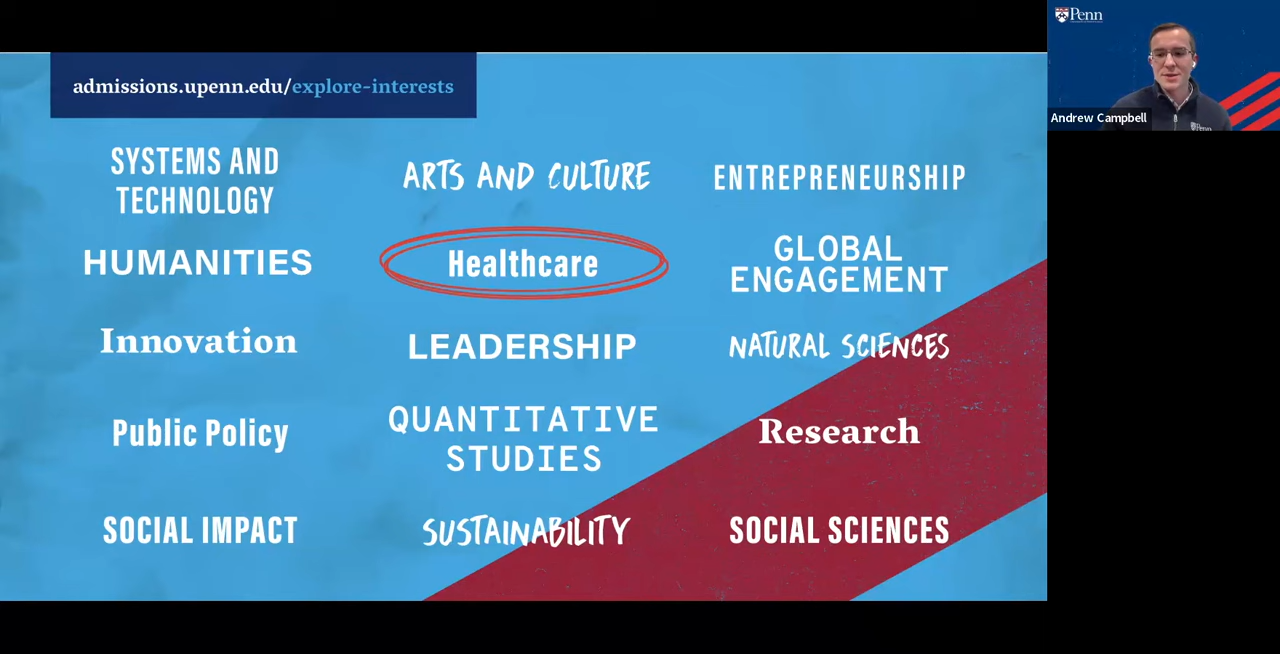 admissions.upenn.edu/explore-interests
SYSTEMS AND
TECHNOLOGY
ARTS AND CULTURE
ENTREPRENEURSHIP
HUMANITIES
Healthcare
GLOBAL
ENGAGEMENT
Innovation
LEADERSHIP
NATURAL SCIENCES
Public Policy
QUANTITATIVE
STUDIES
Research
SOCIAL IMPACT
SUSTAINABILITY
SOCIAL SCIENCES
Penn
Andrew Campbell
Penn